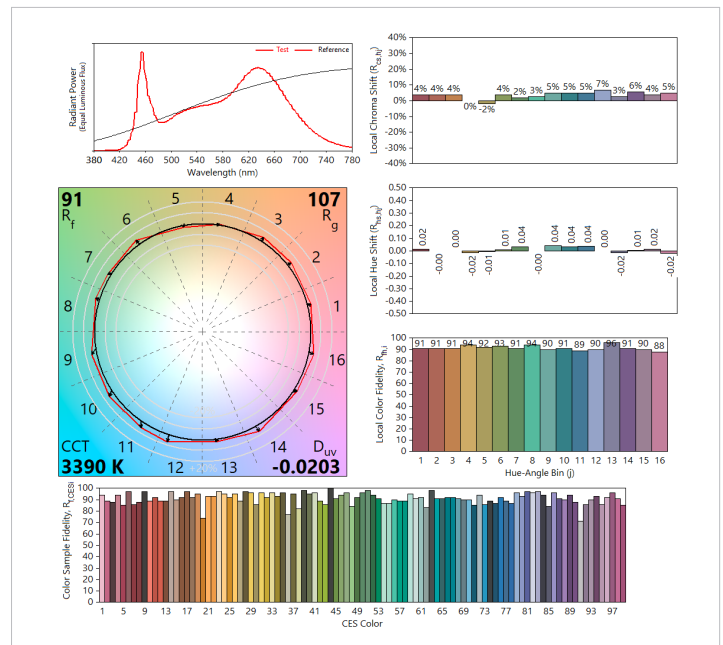 Radiant Power
(Equal Luminous Flux)
Test
Reference
380 420 460 500 540 580 620 660 700 740 780
Wavelength (nm)
Local Chroma Shift (Rcs,hj)
40%
30%
20%
10%
0%
-10%
-20%
-30%
-40%
4% 4% 4% 0% -2% 4% 2% 3% 5% 5% 5% 7% 3% 6% 4% 5%
91
Rf
107
Rg
CCT
3390 K
Duv
-0.0203
+20%
1
2
3
4
5
6
7
8
9
10
11
12
13
14
15
16
Local Hue Shift (Rhs,hj)
0.50
0.40
0.30
0.20
0.10
0.00
-0.10
-0.20
-0.30
-0.40
-0.50
0.02 -0.00 0.00 -0.02 -0.01 0.01 0.03 -0.00 0.04 0.03 0.04 0.00 -0.02 0.01 0.02 -0.02
Local Color Fidelity, Rfh,i
100
90
80
70
60
50
40
30
20
10
0
91 91 91 94 92 93 91 94 90 91 89 90 96 91 90 88
1 2 3 4 5 6 7 8 9 10 11 12 13 14 15 16
Hue-Angle Bin (j)
Color Sample Fidelity, Rf,CESi
100
90
80
70
60
50
40
30
20
10
0
1 5 9 13 17 21 25 29 33 37 41 45 49 53 57 61 65 69 73 77 81 85 89 93 97
CES Color